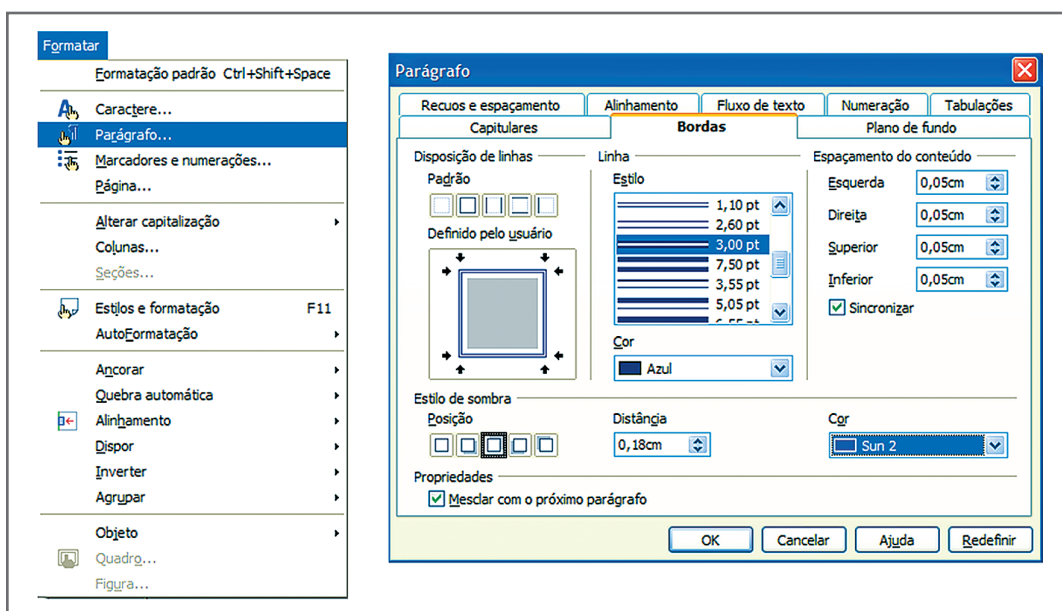 Formatar
Formatação padrão Ctrl+Shift+Space
Caractere...
Parágrafo...
Marcadores e numerações...
Página...
Alterar capitalização
Colunas...
Seções...
Estilos e formatação F11
AutoFormatação
Ancorar
Quebra automática
Alinhamento
Dispor
Inverter
Agrupar
Objeto
Quadro...
Figura...
Parágrafo
Recuos e espaçamento Alinhamento Fluxo de texto Numeração Tabulações
Capitulares Bordas Plano de fundo
Disposição de linhas Linha Espaçamento do conteúdo
Padrão Estilo Esquerda 0,05cm
1,10 pt
2,60 pt Direita 0,05cm
Definido pelo usuário 3,00 pt Superior 0,05cm
7,50 pt
3,55 pt Inferior 0,05cm
5,05 pt Sincronizar
6,55 pt
Cor
Azul
Estilo de sombra
Posição Distância Cor
0,18cm Sun 2
Propriedades
Mesclar com o próximo parágrafo
OK Cancelar Ajuda Redefinir